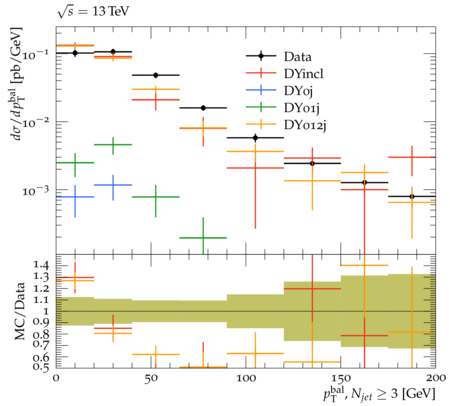 √s = 13 TeV
dσ/dp_T^bal [pb/GeV]
10⁻¹
10⁻²
10⁻³
Data
DYincl
DY0j
DY01j
DY012j
MC/Data
1.4
1.3
1.2
1.1
1
0.9
0.8
0.7
0.6
0.5
0 50 100 150 200
p_T^bal, N_jet ≥ 3 [GeV]